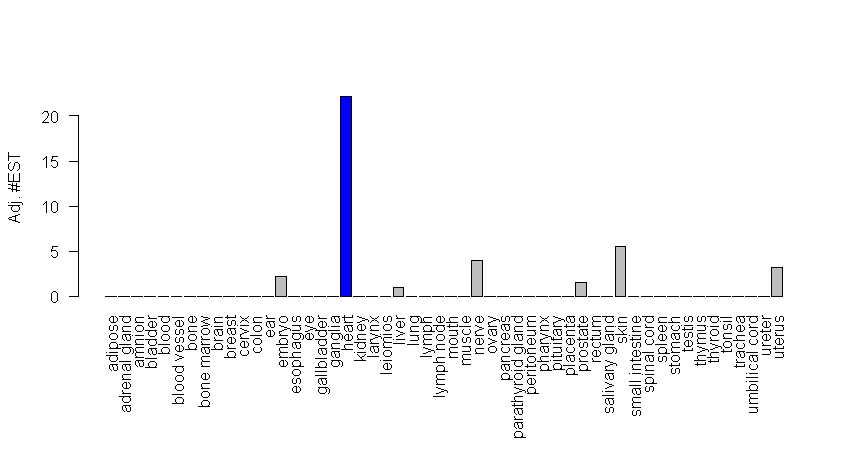 Adj. #EST
20
15
10
5
0
adipose
adrenal gland
amnion
bladder
blood
blood vessel
bone
bone marrow
brain
breast
cervix
colon
ear
embryo
esophagus
eye
gallbladder
ganglia
heart
kidney
larynx
leiomios
liver
lung
lymph
lymph node
mouth
muscle
nerve
ovary
pancreas
parathyroid gland
peritoneum
pharynx
pituitary
placenta
prostate
rectum
salivary gland
skin
small intestine
spinal cord
spleen
stomach
testis
thymus
thyroid
tonsil
trachea
umbilical cord
ureter
uterus